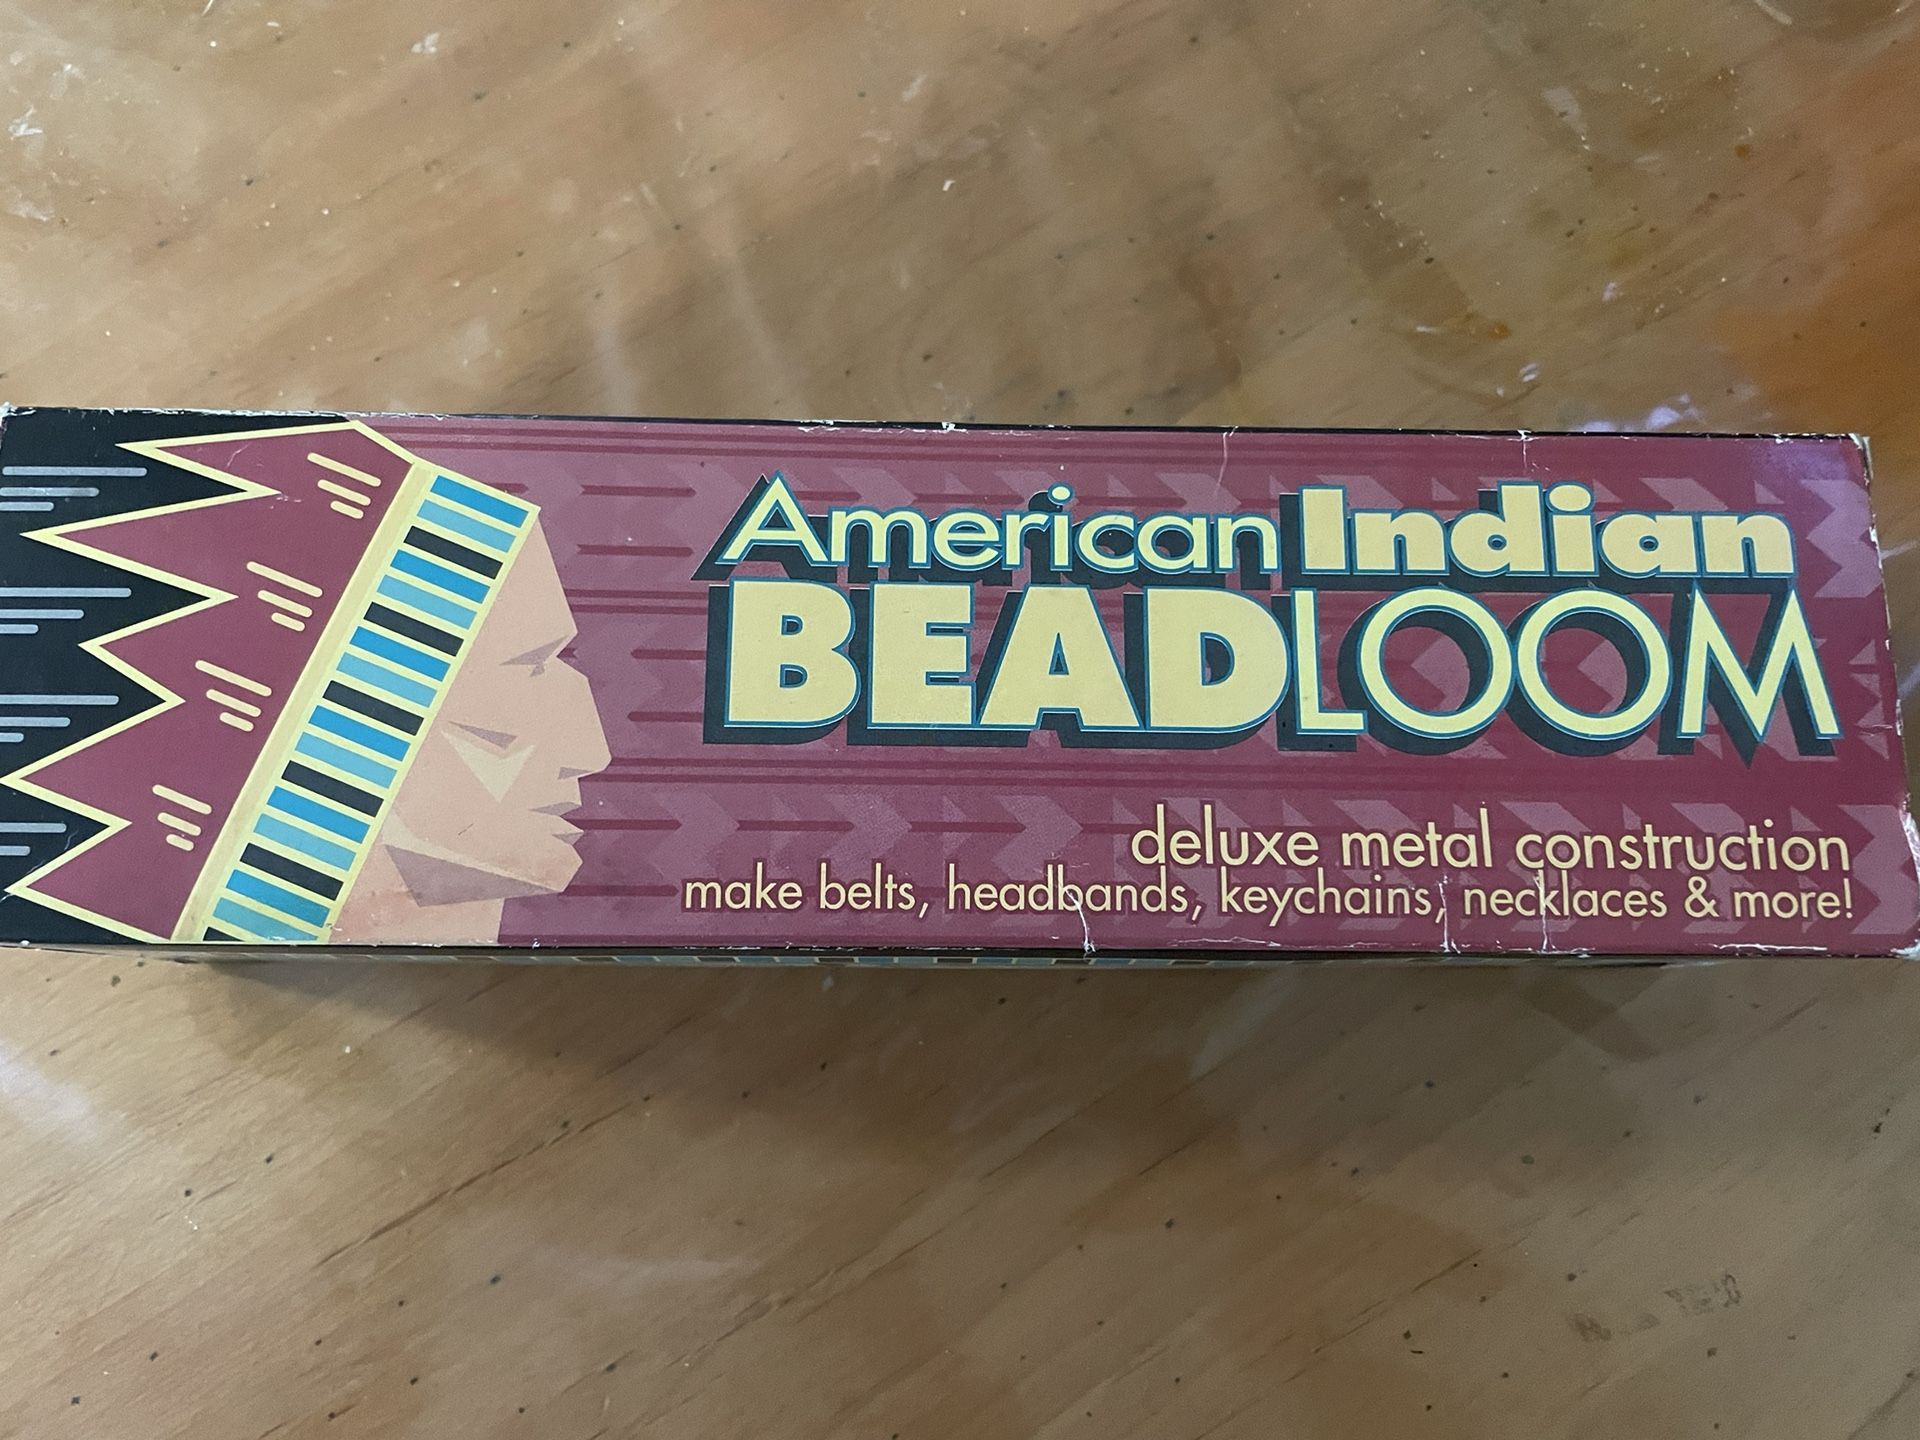 American Indian
BEADLOOM
deluxe metal construction
make belts, headbands, keychains, necklaces & more!